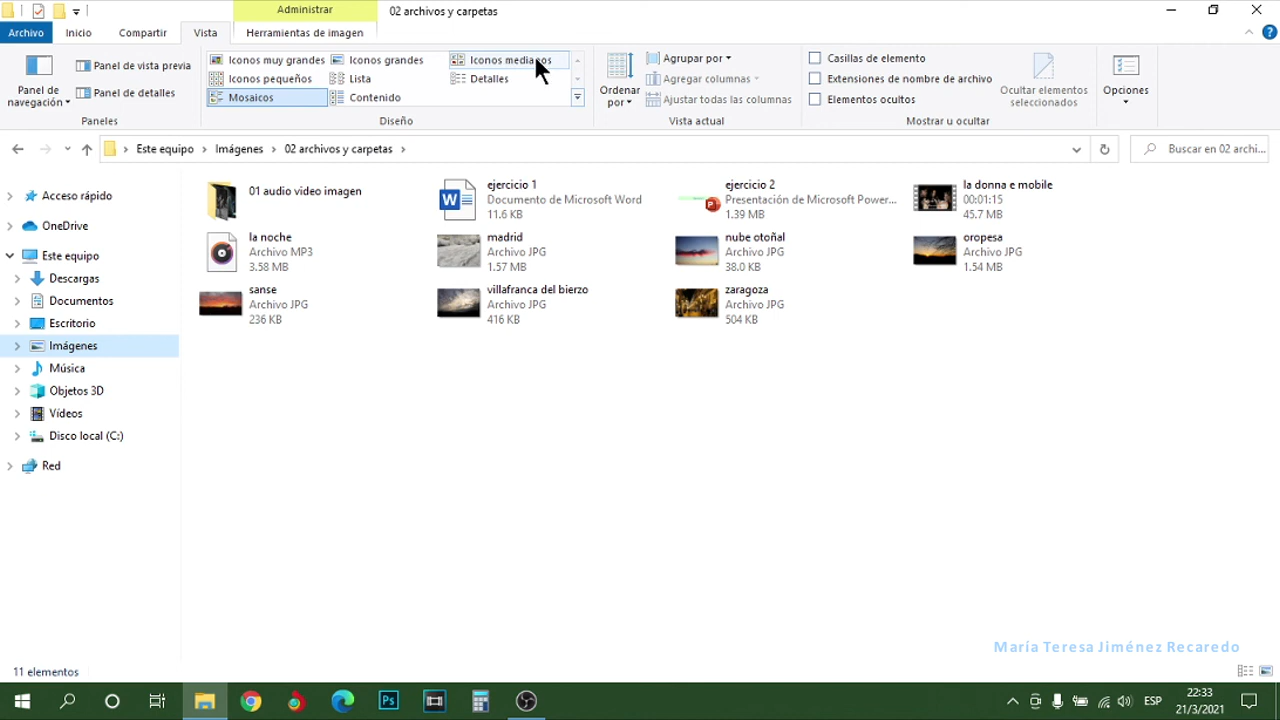 Administrar
02 archivos y carpetas
Archivo
Inicio
Compartir
Vista
Herramientas de imagen
Panel de navegación
Panel de vista previa
Panel de detalles
Paneles
Iconos muy grandes
Iconos grandes
Iconos medianos
Iconos pequeños
Lista
Detalles
Mosaicos
Contenido
Diseño
Ordenar por
Agrupar por
Agregar columnas
Ajustar todas las columnas
Vista actual
Casillas de elemento
Extensiones de nombre de archivo
Elementos ocultos
Ocultar elementos seleccionados
Mostrar u ocultar
Opciones
Este equipo > Imágenes > 02 archivos y carpetas >
Buscar en 02 archi...
Acceso rápido
OneDrive
Este equipo
Descargas
Documentos
Escritorio
Imágenes
Música
Objetos 3D
Vídeos
Disco local (C:)
Red
01 audio video imagen
ejercicio 1
Documento de Microsoft Word
11.6 KB
ejercicio 2
Presentación de Microsoft Power...
1.39 MB
la donna e mobile
00:01:15
45.7 MB
la noche
Archivo MP3
3.58 MB
madrid
Archivo JPG
1.57 MB
nube otoñal
Archivo JPG
38.0 KB
oropesa
Archivo JPG
1.54 MB
sanse
Archivo JPG
236 KB
villafranca del bierzo
Archivo JPG
416 KB
zaragoza
Archivo JPG
504 KB
María Teresa Jiménez Recaredo
11 elementos
ESP
22:33
21/3/2021